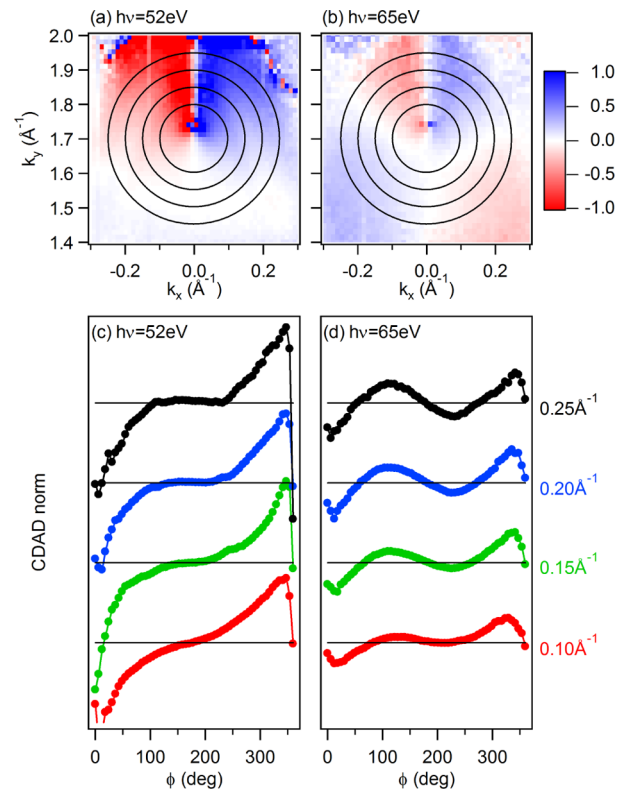 (a) hν=52eV
(b) hν=65eV
2.0
1.9
1.8
1.7
1.6
1.5
1.4
k_y (Å⁻¹)
-0.2 0.0 0.2
k_x (Å⁻¹)
-0.2 0.0 0.2
k_x (Å⁻¹)
1.0
0.5
0.0
-0.5
-1.0
(c) hν=52eV
(d) hν=65eV
CDAD norm
0.25Å⁻¹
0.20Å⁻¹
0.15Å⁻¹
0.10Å⁻¹
0 100 200 300
ϕ (deg)
0 100 200 300
ϕ (deg)